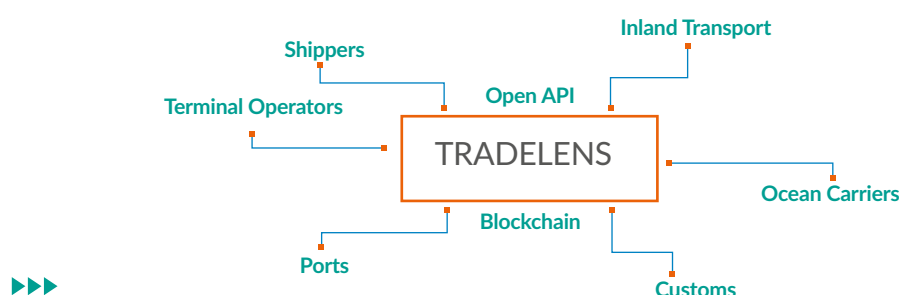 Inland Transport
Shippers
Open API
Terminal Operators
TRADELENS
Ocean Carriers
Blockchain
Ports
Customs